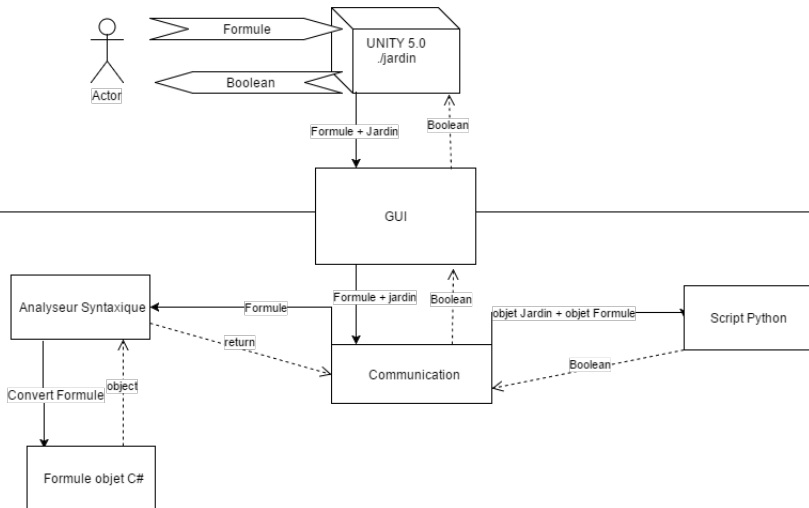 Formule
UNITY 5.0
./jardin
Boolean
Actor
Formule + Jardin
Boolean
GUI
Formule + jardin
Boolean
Analyseur Syntaxique
Formule
objet Jardin + objet Formule
Script Python
return
Communication
Boolean
Convert Formule
object
Formule objet C#